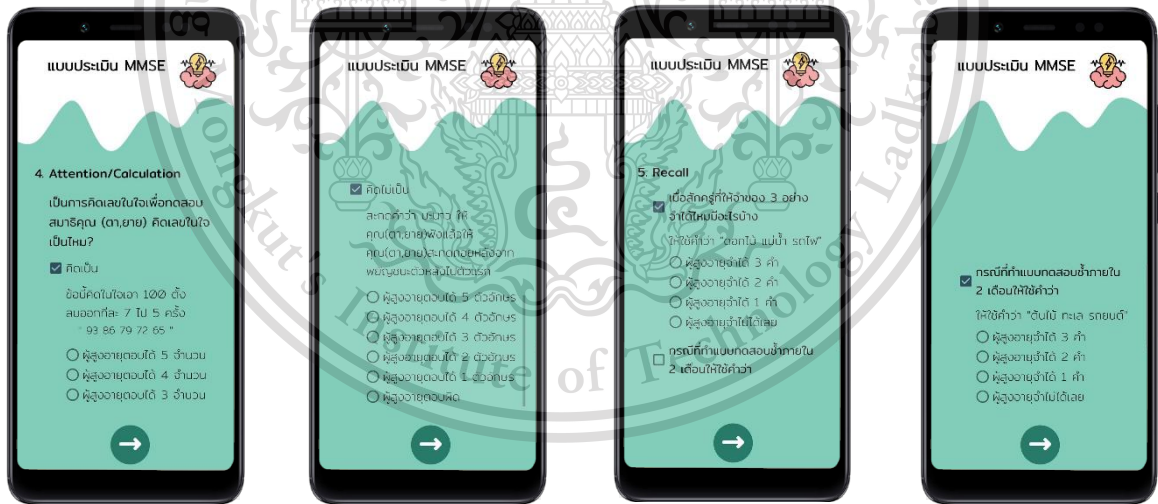 แบบประเมิน MMSE
4. Attention/Calculation
เป็นการคิดเลขในใจเพื่อทดสอบ
สมาธิคุณ (ตา,ยาย) คิดเลขในใจ
เป็นไหม?
คิดเป็น
ข้อนี้คิดในใจเอา 100 ตั้ง
ลบออกทีละ 7 ไป 5 ครั้ง
" 93 86 79 72 65 "
ผู้สูงอายุตอบได้ 5 จำนวน
ผู้สูงอายุตอบได้ 4 จำนวน
ผู้สูงอายุตอบได้ 3 จำนวน
แบบประเมิน MMSE
คิดไม่เป็น
สะกดคำว่า มะนาว ให้
คุณ(ตา,ยาย)ฟังแล้วให้
คุณ(ตา,ยาย)สะกดถอยหลังจาก
พยัญชนะตัวหลังไปตัวแรก
ผู้สูงอายุตอบได้ 5 ตัวอักษร
ผู้สูงอายุตอบได้ 4 ตัวอักษร
ผู้สูงอายุตอบได้ 3 ตัวอักษร
ผู้สูงอายุตอบได้ 2 ตัวอักษร
ผู้สูงอายุตอบได้ 1 ตัวอักษร
ผู้สูงอายุตอบผิด
แบบประเมิน MMSE
5. Recall
เมื่อสักครู่ที่ให้จำของ 3 อย่าง
จำได้ไหมมีอะไรบ้าง
ให้ใช้คำว่า "ดอกไม้ แม่น้ำ รถไฟ"
ผู้สูงอายุจำได้ 3 คำ
ผู้สูงอายุจำได้ 2 คำ
ผู้สูงอายุจำได้ 1 คำ
ผู้สูงอายุจำไม่ได้เลย
กรณีที่ทำแบบทดสอบซ้ำภายใน
2 เดือนให้ใช้คำว่า
แบบประเมิน MMSE
กรณีที่ทำแบบทดสอบซ้ำภายใน
2 เดือนให้ใช้คำว่า
ให้ใช้คำว่า "ต้นไม้ ทะเล รถยนต์"
ผู้สูงอายุจำได้ 3 คำ
ผู้สูงอายุจำได้ 2 คำ
ผู้สูงอายุจำได้ 1 คำ
ผู้สูงอายุจำไม่ได้เลย
ongkut's Institute of Technology Ladkra